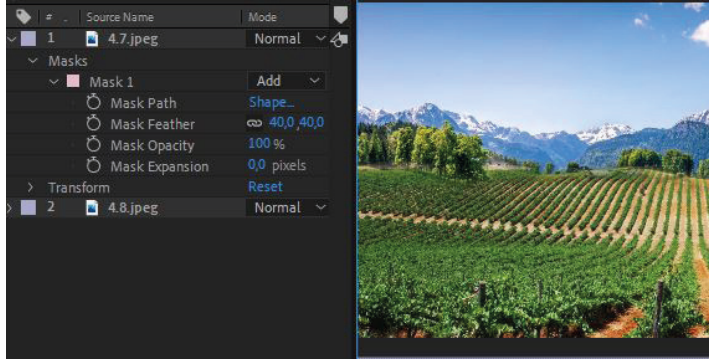 # . Source Name Mode
1 4.7.jpeg Normal
Masks
Mask 1 Add
Mask Path Shape...
Mask Feather 40,0 ,40,0
Mask Opacity 100 %
Mask Expansion 0,0 pixels
Transform Reset
2 4.8.jpeg Normal